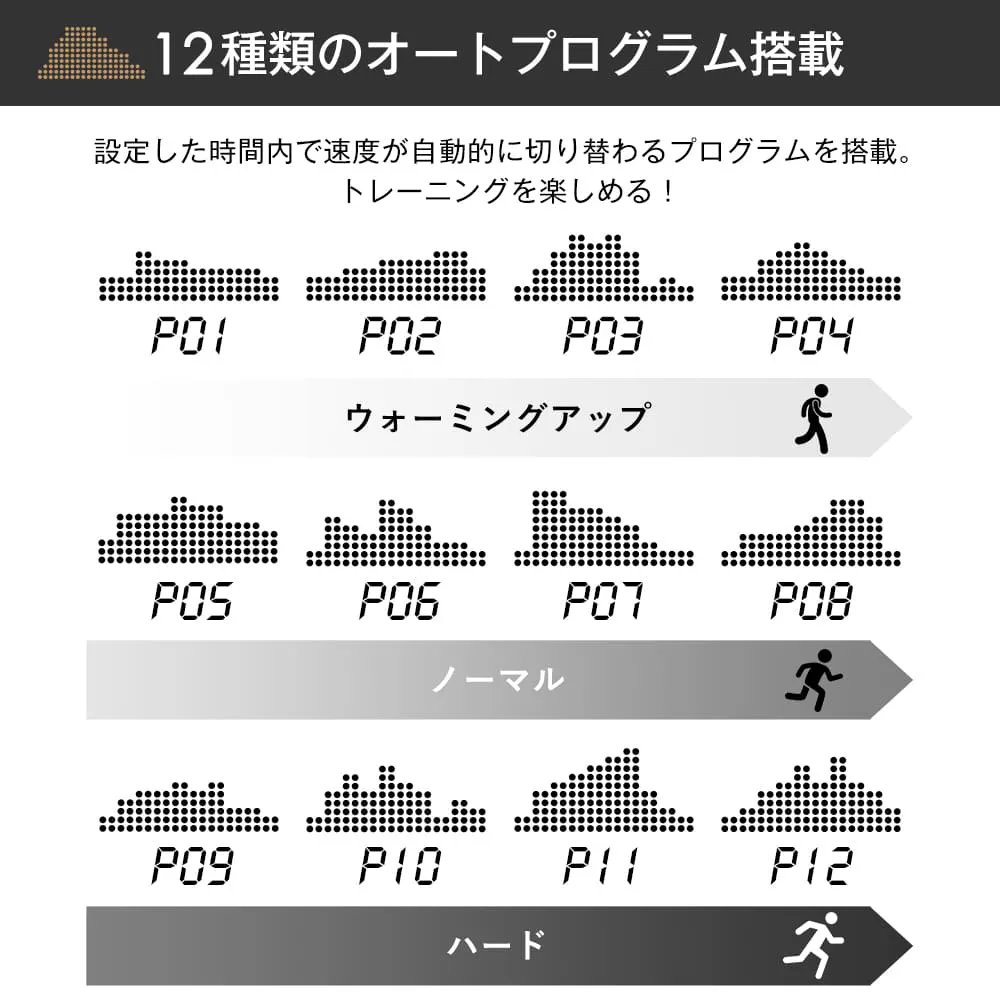 12種類のオートプログラム搭載
設定した時間内で速度が自動的に切り替わるプログラムを搭載。
トレーニングを楽しめる！
P01 P02 P03 P04
ウォーミングアップ
P05 P06 P07 P08
ノーマル
P09 P10 P11 P12
ハード